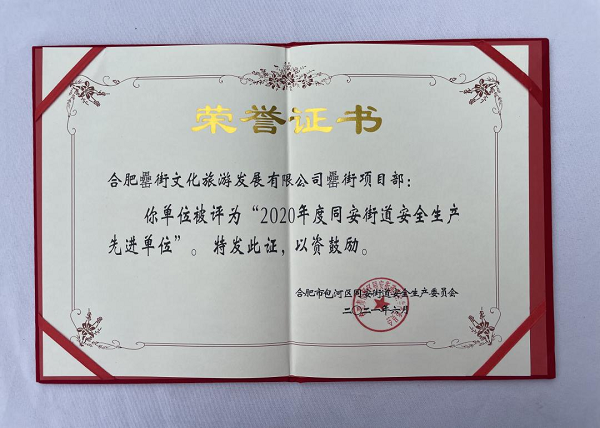 荣誉证书
合肥罍街文化旅游发展有限公司罍街项目部：
你单位被评为“2020年度同安街道安全生产
先进单位”。特发此证，以资鼓励。
合肥市包河区同安街道安全生产委员会
二〇二一年六月